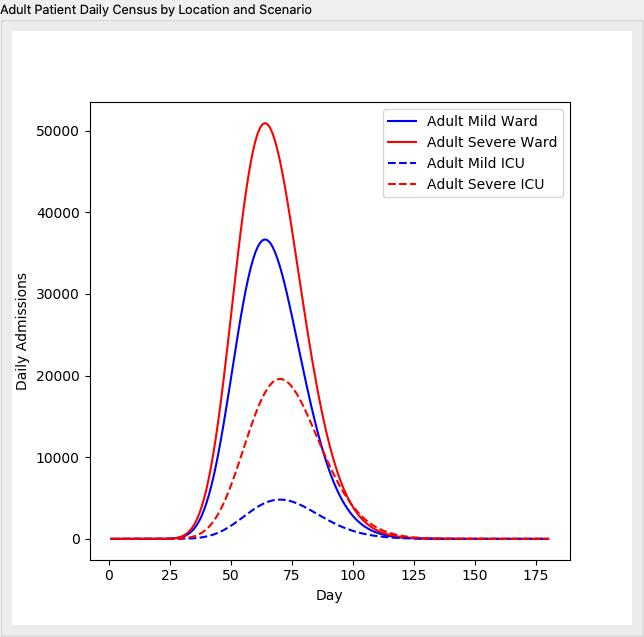 Adult Patient Daily Census by Location and Scenario
Adult Mild Ward
Adult Severe Ward
Adult Mild ICU
Adult Severe ICU
50000
40000
30000
20000
10000
0
Daily Admissions
0 25 50 75 100 125 150 175
Day